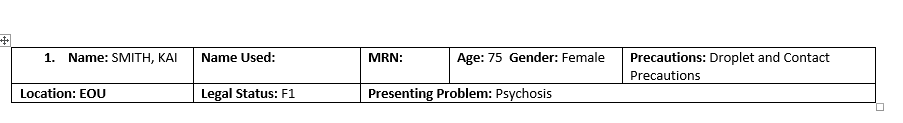 1. Name: SMITH, KAI Name Used: MRN: Age: 75 Gender: Female Precautions: Droplet and Contact
Precautions
Location: EOU Legal Status: F1 Presenting Problem: Psychosis